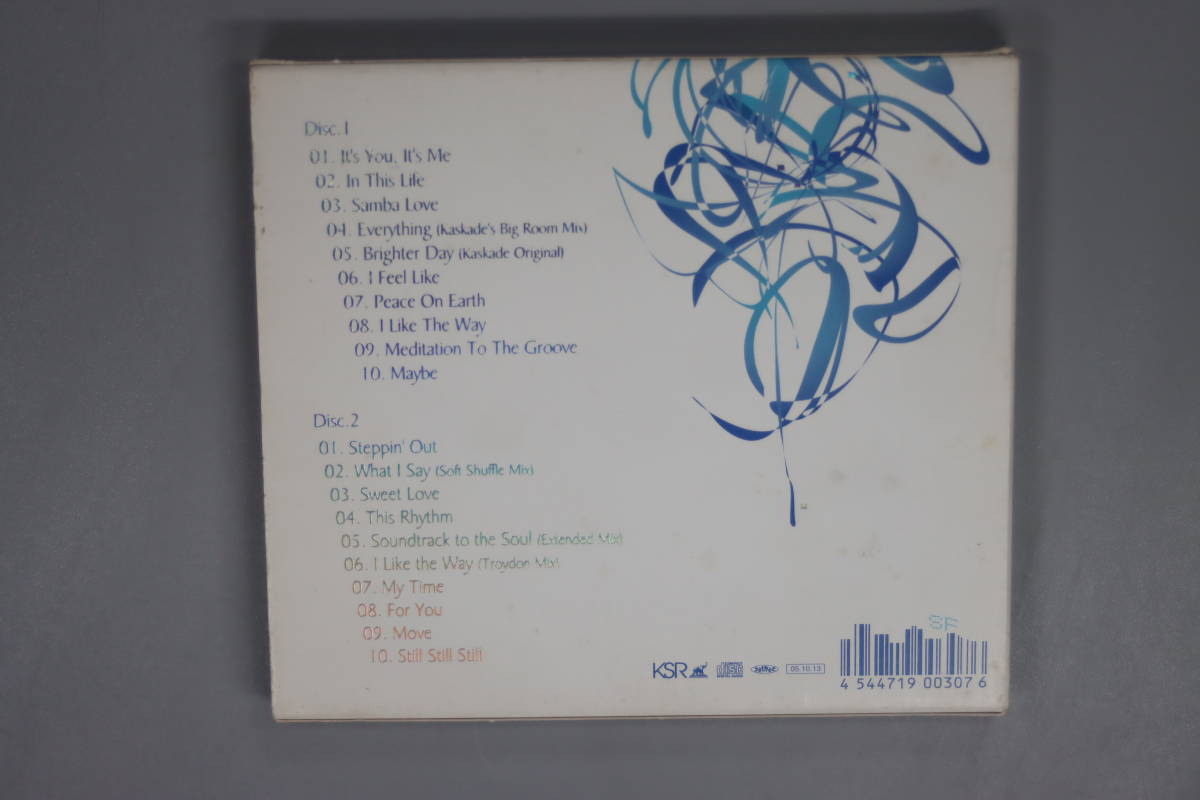 Disc.1
01. It's You, It's Me
02. In This Life
03. Samba Love
04. Everything (Kaskade's Big Room Mix)
05. Brighter Day (Kaskade Original)
06. I Feel Like
07. Peace On Earth
08. I Like The Way
09. Meditation To The Groove
10. Maybe
Disc.2
01. Steppin' Out
02. What I Say (Soft Shuffle Mix)
03. Sweet Love
04. This Rhythm
05. Soundtrack to the Soul (Extended Mix)
06. I Like the Way (Troydon Mix)
07. My Time
08. For You
09. Move
10. Still Still Still
SF
KSR disc 05.10.13
4 544719 003076